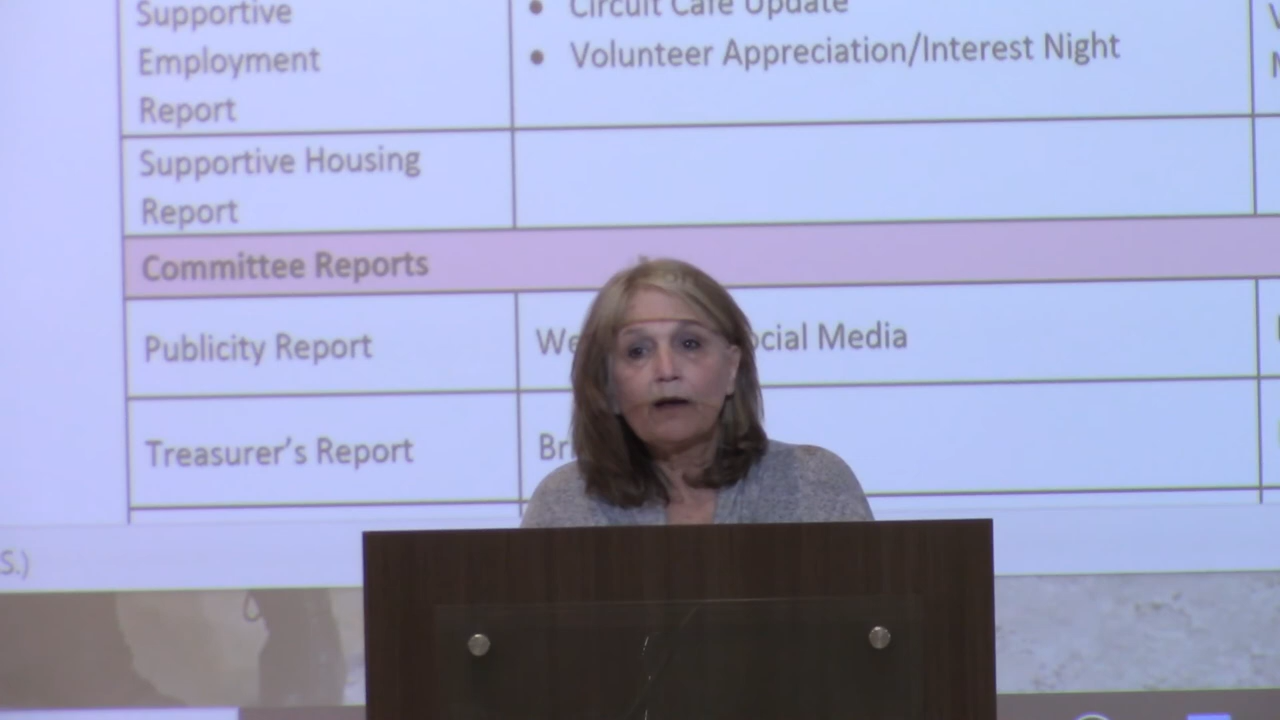 Supportive
Employment
Report
• Circuit Cafe Update
• Volunteer Appreciation/Interest Night
Supportive Housing
Report
Committee Reports
Publicity Report
Social Media
Treasurer's Report
S.)